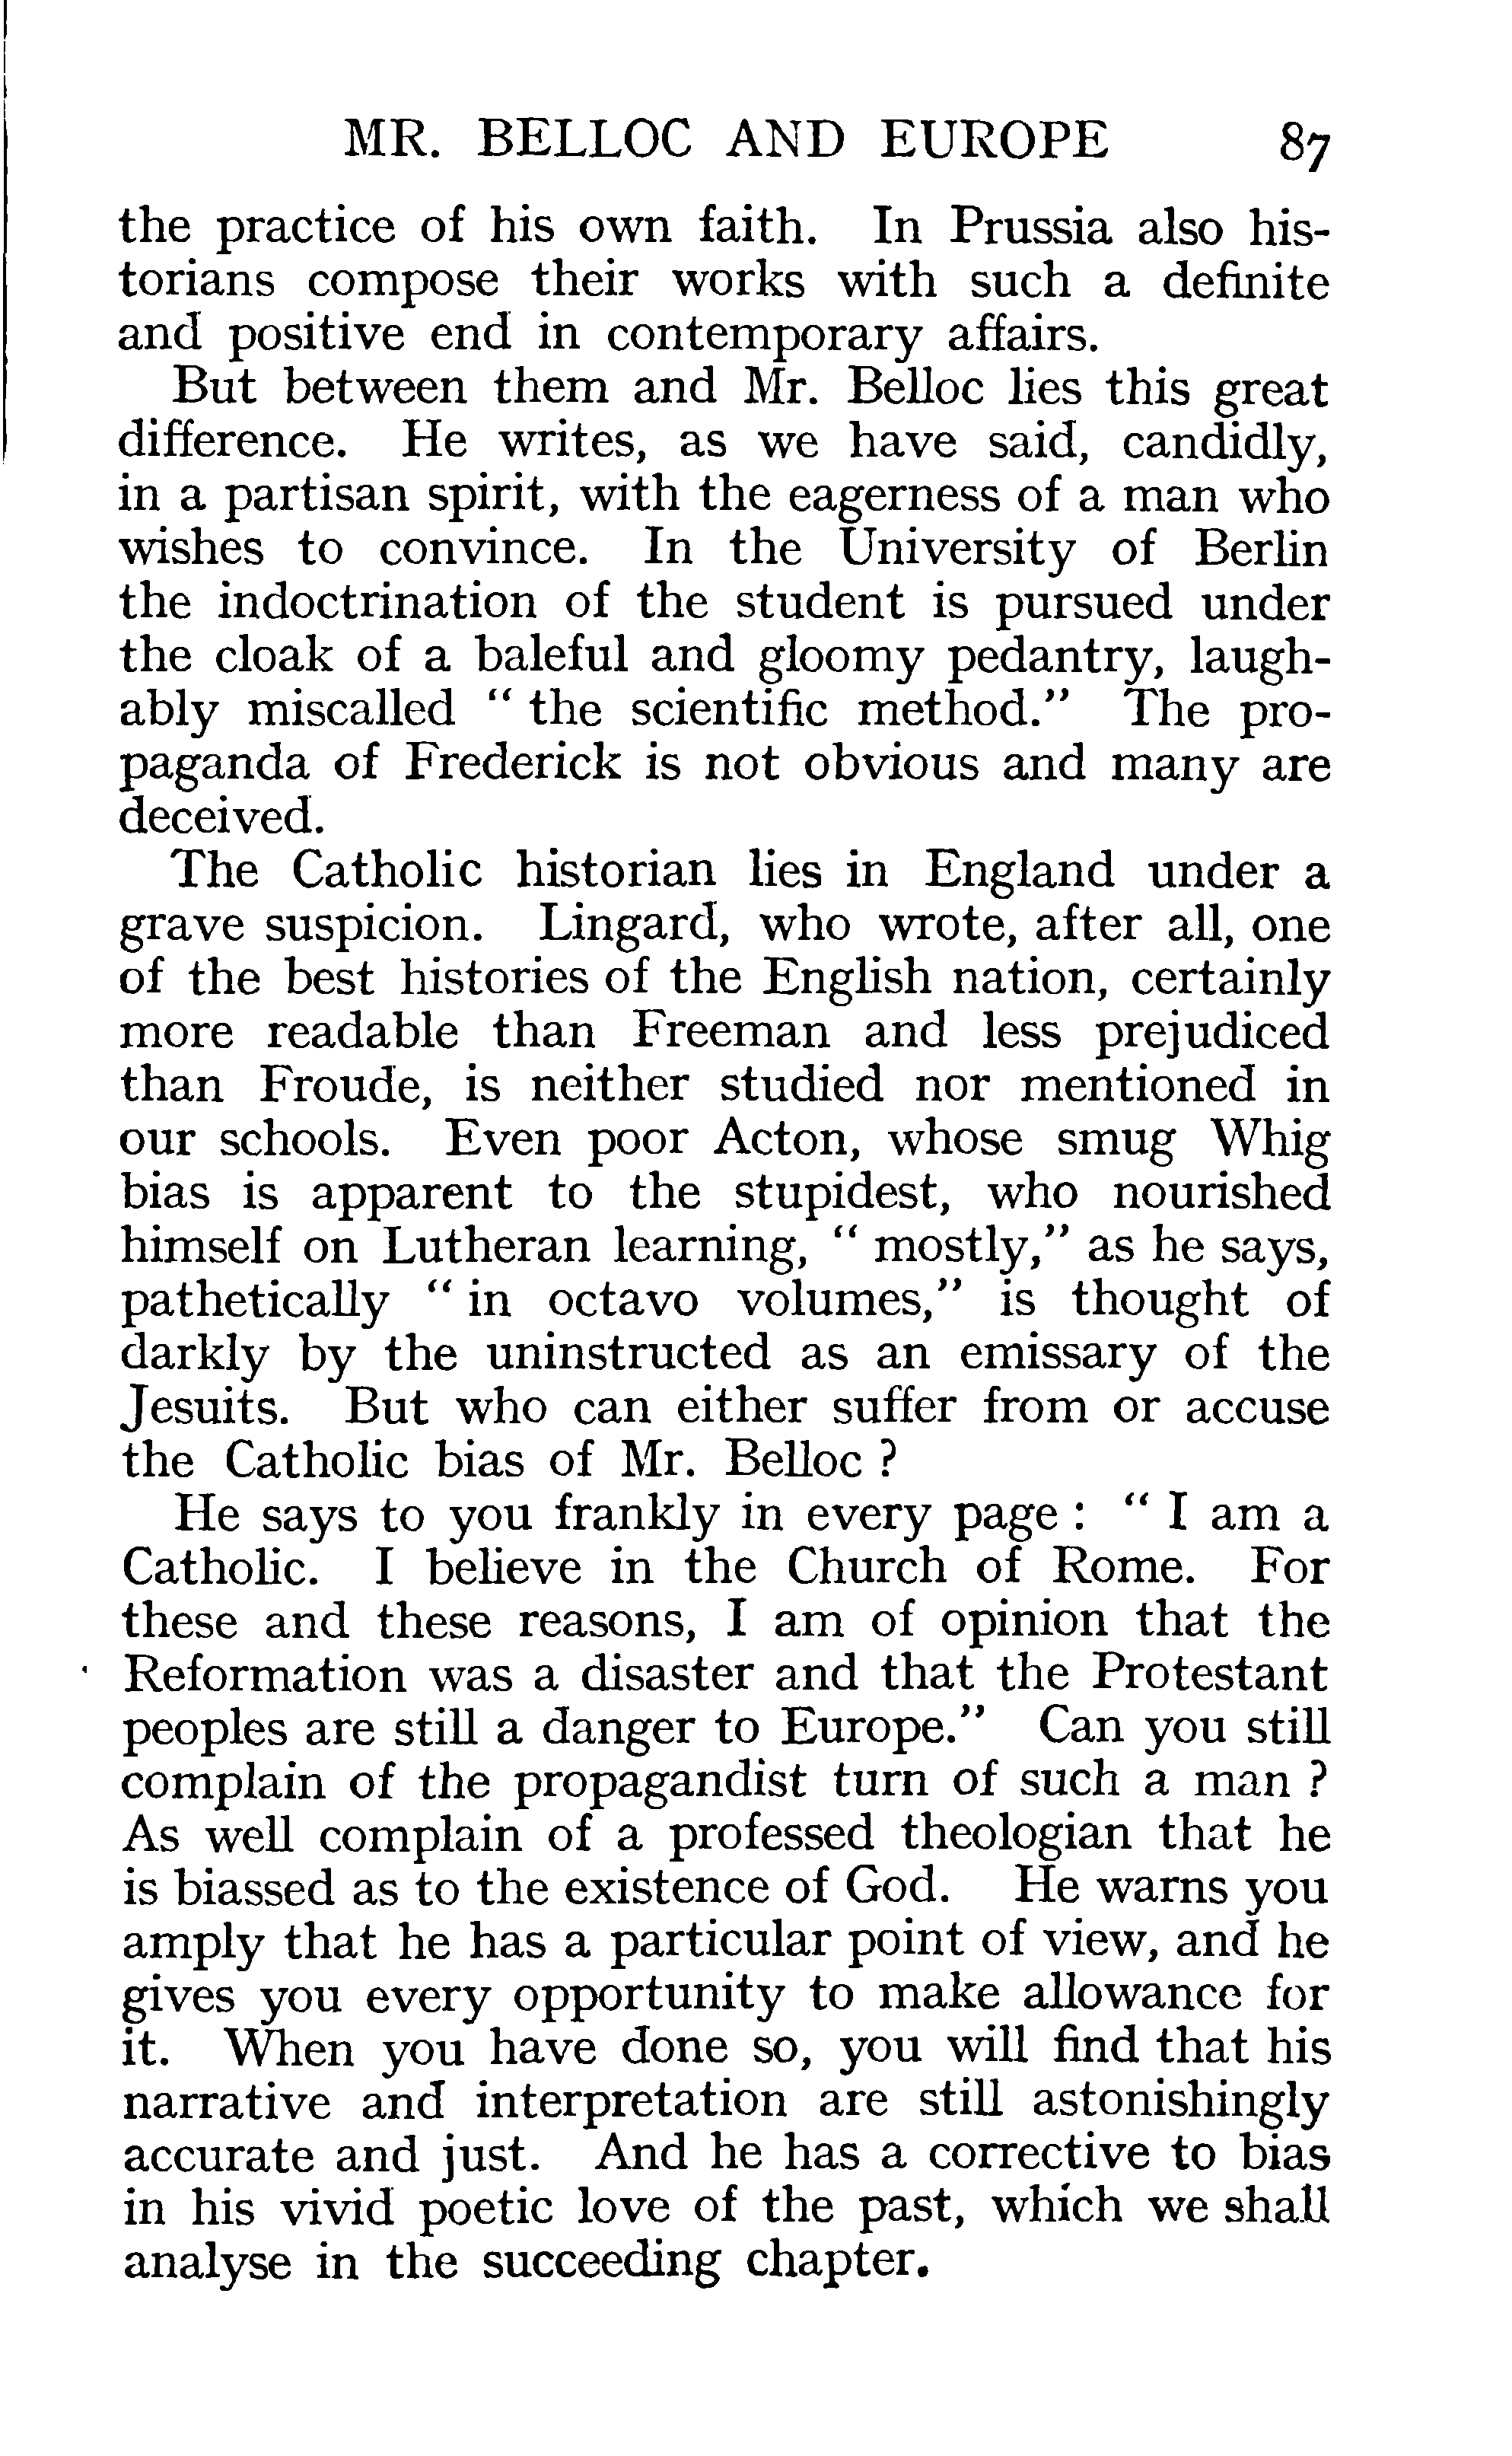 MR. BELLOC AND EUROPE 87
the practice of his own faith. In Prussia also his-
torians compose their works with such a definite
and positive end in contemporary affairs.
But between them and Mr. Belloc lies this great
difference. He writes, as we have said, candidly,
in a partisan spirit, with the eagerness of a man who
wishes to convince. In the University of Berlin
the indoctrination of the student is pursued under
the cloak of a baleful and gloomy pedantry, laugh-
ably miscalled “ the scientific method.” The pro-
paganda of Frederick is not obvious and many are
deceived.
The Catholic historian lies in England under a
grave suspicion. Lingard, who wrote, after all, one
of the best histories of the English nation, certainly
more readable than Freeman and less prejudiced
than Froude, is neither studied nor mentioned in
our schools. Even poor Acton, whose smug Whig
bias is apparent to the stupidest, who nourished
himself on Lutheran learning, “ mostly,” as he says,
pathetically “ in octavo volumes,” is thought of
darkly by the uninstructed as an emissary of the
Jesuits. But who can either suffer from or accuse
the Catholic bias of Mr. Belloc ?
He says to you frankly in every page : “ I am a
Catholic. I believe in the Church of Rome. For
these and these reasons, I am of opinion that the
Reformation was a disaster and that the Protestant
peoples are still a danger to Europe.” Can you still
complain of the propagandist turn of such a man ?
As well complain of a professed theologian that he
is biassed as to the existence of God. He warns you
amply that he has a particular point of view, and he
gives you every opportunity to make allowance for
it. When you have done so, you will find that his
narrative and interpretation are still astonishingly
accurate and just. And he has a corrective to bias
in his vivid poetic love of the past, which we shall
analyse in the succeeding chapter.